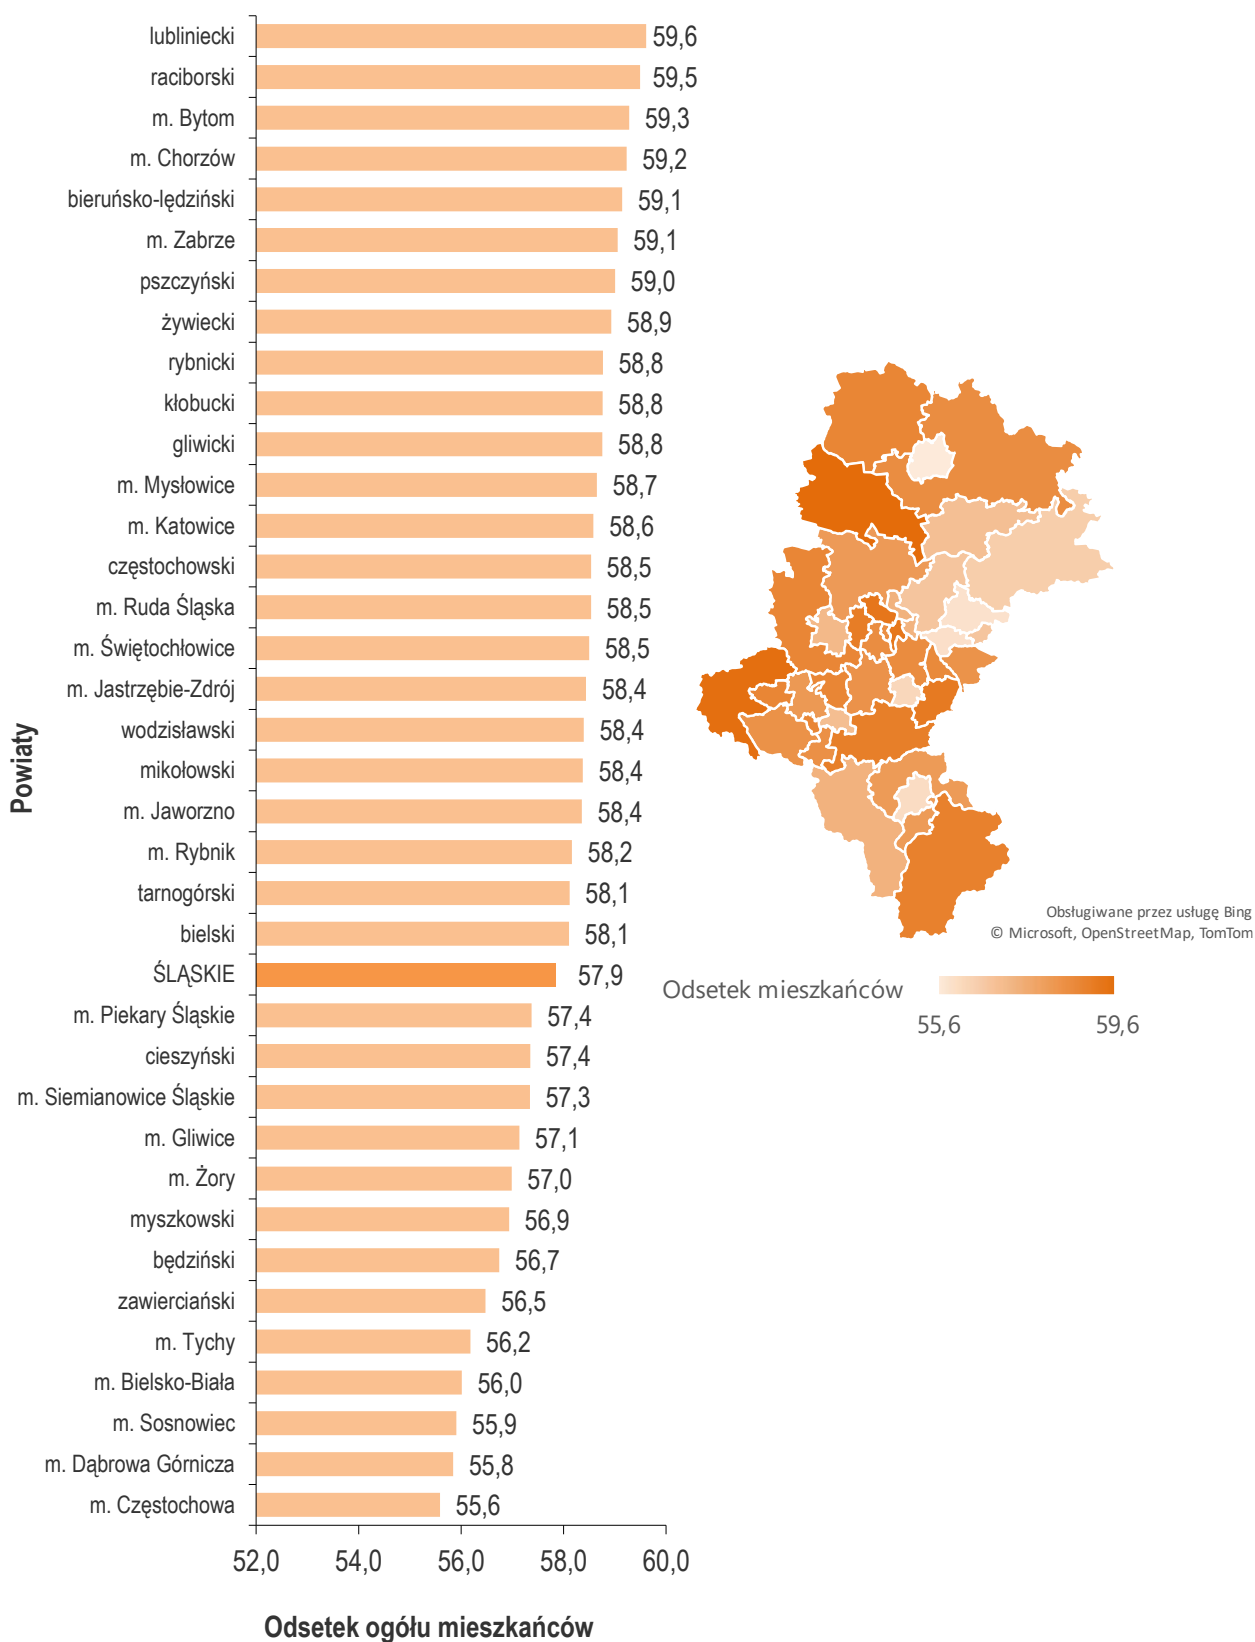 lubliniecki 59,6
raciborski 59,5
m. Bytom 59,3
m. Chorzów 59,2
bieruńsko-lędziński 59,1
m. Zabrze 59,1
pszczyński 59,0
żywiecki 58,9
rybnicki 58,8
kłobucki 58,8
gliwicki 58,8
m. Mysłowice 58,7
m. Katowice 58,6
częstochowski 58,5
m. Ruda Śląska 58,5
m. Świętochłowice 58,5
m. Jastrzębie-Zdrój 58,4
wodzisławski 58,4
mikołowski 58,4
m. Jaworzno 58,4
m. Rybnik 58,2
tarnogórski 58,1
bielski 58,1
ŚLĄSKIE 57,9
m. Piekary Śląskie 57,4
cieszyński 57,4
m. Siemianowice Śląskie 57,3
m. Gliwice 57,1
m. Żory 57,0
myszkowski 56,9
będziński 56,7
zawierciański 56,5
m. Tychy 56,2
m. Bielsko-Biała 56,0
m. Sosnowiec 55,9
m. Dąbrowa Górnicza 55,8
m. Częstochowa 55,6
52,0 54,0 56,0 58,0 60,0
Odsetek ogółu mieszkańców
Powiaty
Obsługiwane przez usługę Bing
© Microsoft, OpenStreetMap, TomTom
Odsetek mieszkańców
55,6 59,6